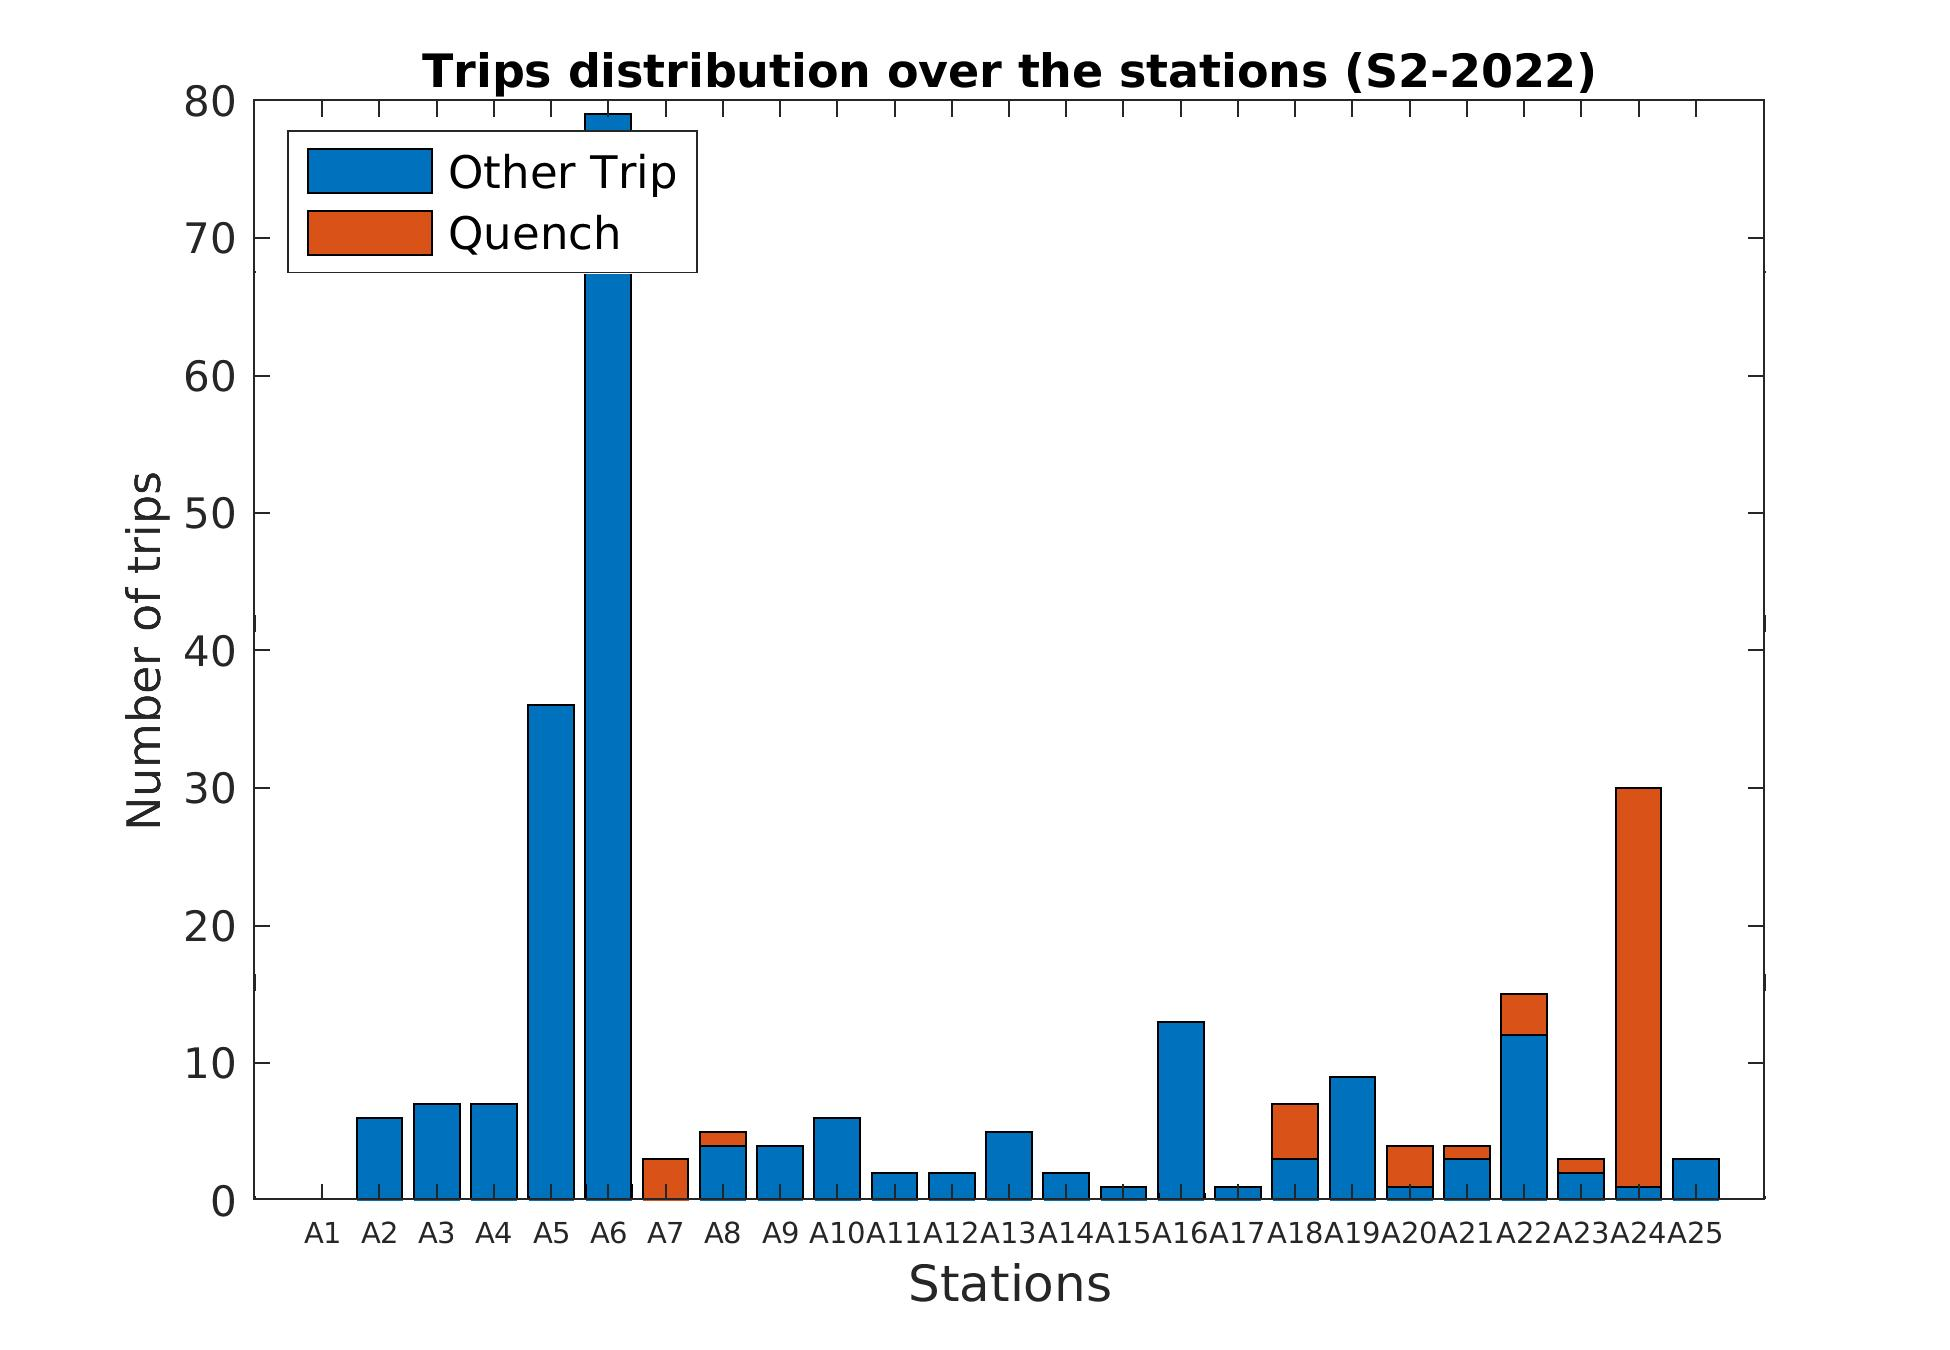 Trips distribution over the stations (S2-2022)
80
70
60
50
40
30
20
10
0
Other Trip
Quench
Number of trips
A1 A2 A3 A4 A5 A6 A7 A8 A9 A10 A11 A12 A13 A14 A15 A16 A17 A18 A19 A20 A21 A22 A23 A24 A25
Stations